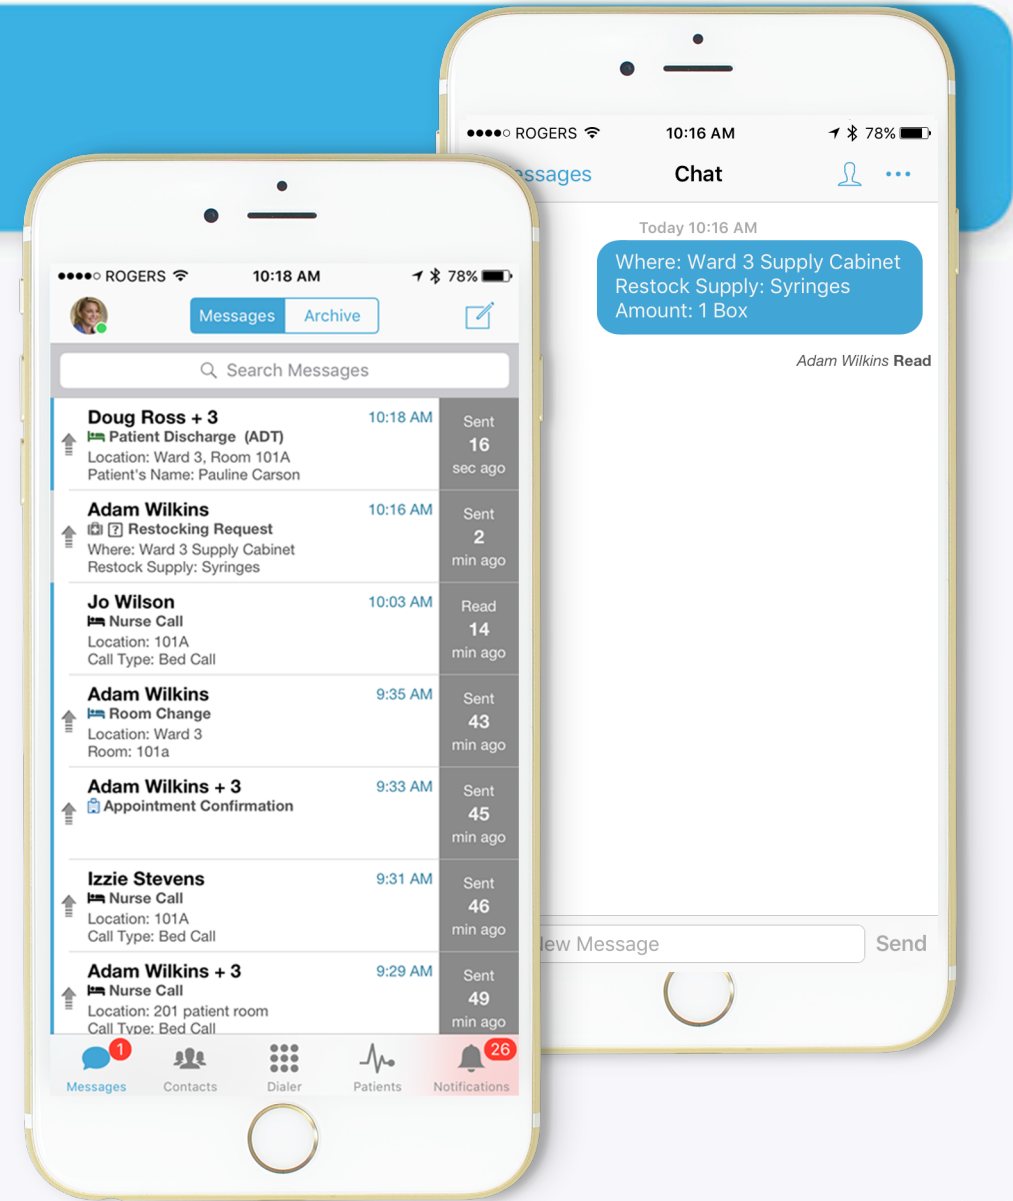 ROGERS 10:18 AM 78%
Messages Archive
Search Messages
Doug Ross + 3 10:18 AM
Patient Discharge (ADT)
Location: Ward 3, Room 101A
Patient's Name: Pauline Carson
Sent
16
sec ago
Adam Wilkins 10:16 AM
? Restocking Request
Where: Ward 3 Supply Cabinet
Restock Supply: Syringes
Sent
2
min ago
Jo Wilson 10:03 AM
Nurse Call
Location: 101A
Call Type: Bed Call
Read
14
min ago
Adam Wilkins 9:35 AM
Room Change
Location: Ward 3
Room: 101a
Sent
43
min ago
Adam Wilkins + 3 9:33 AM
Appointment Confirmation
Sent
45
min ago
Izzie Stevens 9:31 AM
Nurse Call
Location: 101A
Call Type: Bed Call
Sent
46
min ago
Adam Wilkins + 3 9:29 AM
Nurse Call
Location: 201 patient room
Call Type: Bed Call
Sent
49
min ago
1 26
Messages Contacts Dialer Patients Notifications
ROGERS 10:16 AM 78%
essages Chat
Today 10:16 AM
Where: Ward 3 Supply Cabinet
Restock Supply: Syringes
Amount: 1 Box
Adam Wilkins Read
ew Message Send